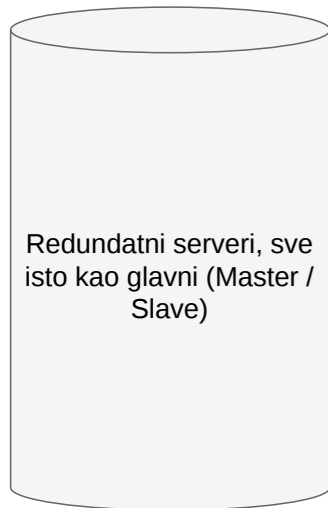 Redundatni serveri, sve
isto kao glavni (Master /
Slave)